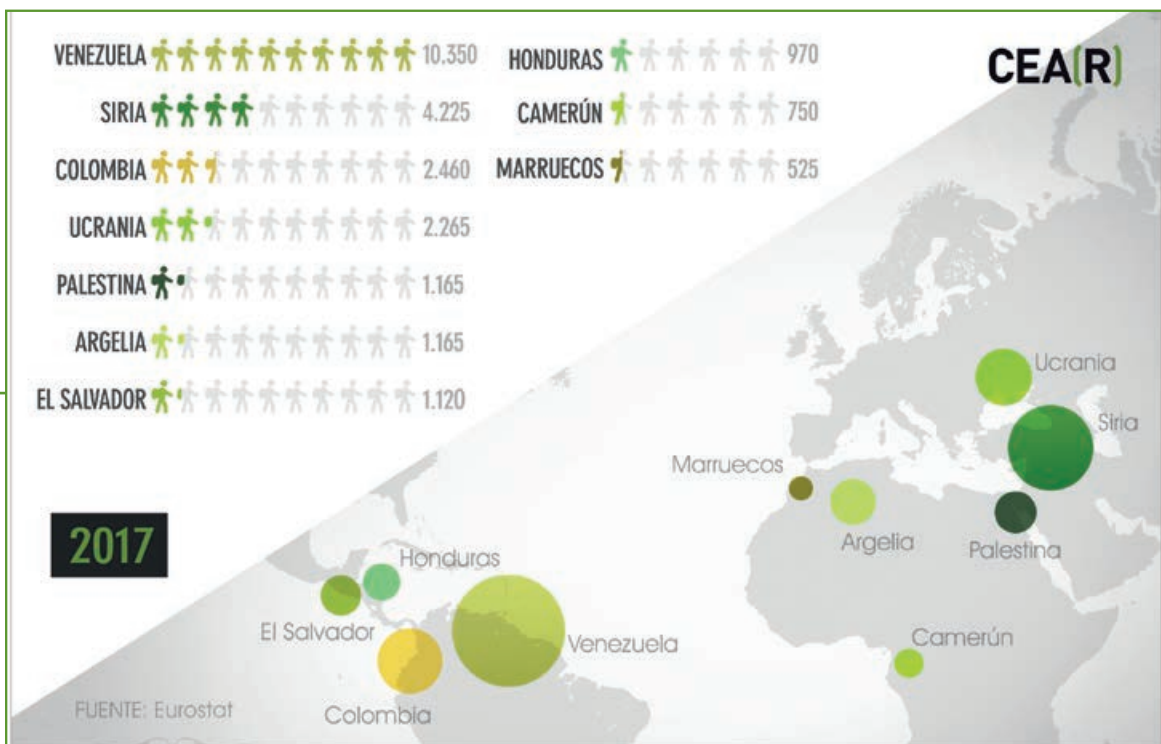 VENEZUELA 10.350
SIRIA 4.225
COLOMBIA 2.460
UCRANIA 2.265
PALESTINA 1.165
ARGELIA 1.165
EL SALVADOR 1.120
HONDURAS 970
CAMERÚN 750
MARRUECOS 525
CEA(R)
2017
Ucrania
Siria
Marruecos
Argelia
Palestina
Honduras
El Salvador
Venezuela
Camerún
Colombia
FUENTE: Eurostat